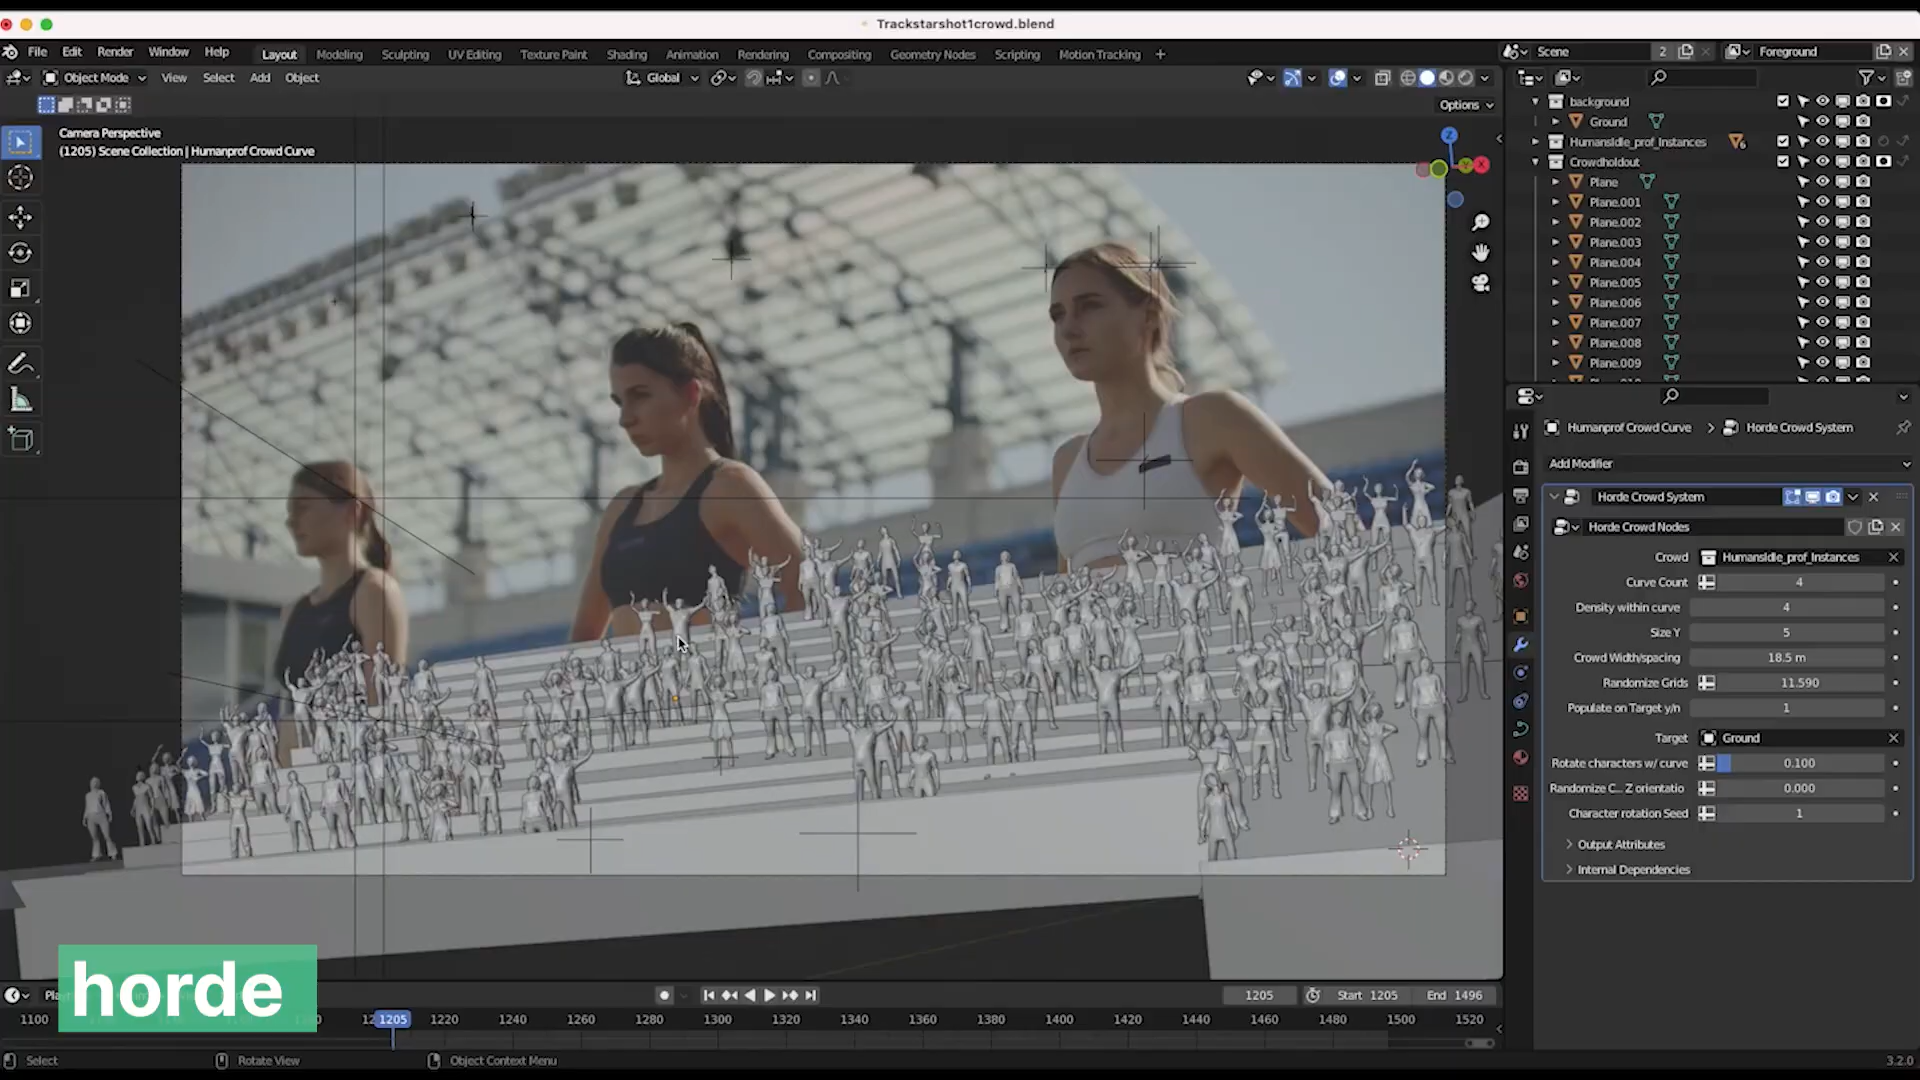 Trackstarshot1crowd.blend
File Edit Render Window Help
Layout Modeling Sculpting UV Editing Texture Paint Shading Animation Rendering Compositing Geometry Nodes Scripting Motion Tracking +
Scene 2 Foreground
Object Mode View Select Add Object
Global
Options
Camera Perspective
(1205) Scene Collection | Humanprof Crowd Curve
Z
Y
X
background
Ground
HumansIdle_prof_Instances
6
Crowdholdout
Plane
Plane.001
Plane.002
Plane.003
Plane.004
Plane.005
Plane.006
Plane.007
Plane.008
Plane.009
Humanprof Crowd Curve > Horde Crowd System
Add Modifier
Horde Crowd System
Horde Crowd Nodes
Crowd HumansIdle_prof_Instances
Curve Count 4
Density within curve 4
Size Y 5
Crowd Width/spacing 18.5 m
Randomize Grids 11.590
Populate on Target y/n 1
Target Ground
Rotate characters w/ curve 0.100
Randomize C... Z orientatio 0.000
Character rotation Seed 1
Output Attributes
Internal Dependencies
horde
1205 Start 1205 End 1496
1100 1205 1220 1240 1260 1280 1300 1320 1340 1360 1380 1400 1420 1440 1460 1480 1500 1520
Select Rotate View Object Context Menu 3.2.0